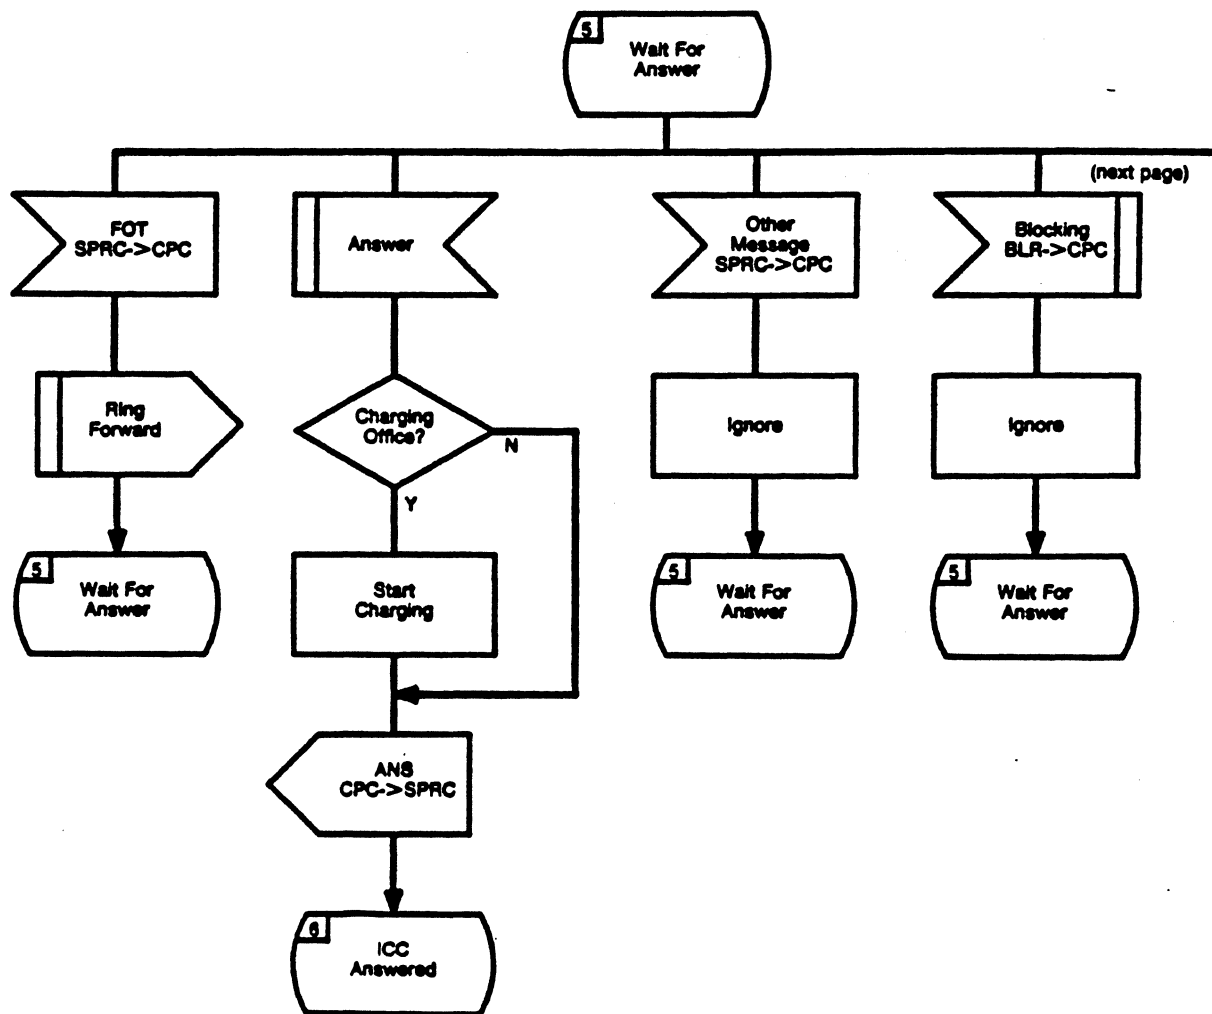 5
Wait For
Answer
(next page)
FOT
SPRC->CPC
Answer
Other
Message
SPRC->CPC
Blocking
BLR->CPC
Ring
Forward
Charging
Office?
N
Y
Ignore
Ignore
5
Wait For
Answer
Start
Charging
5
Wait For
Answer
5
Wait For
Answer
ANS
CPC->SPRC
6
ICC
Answered